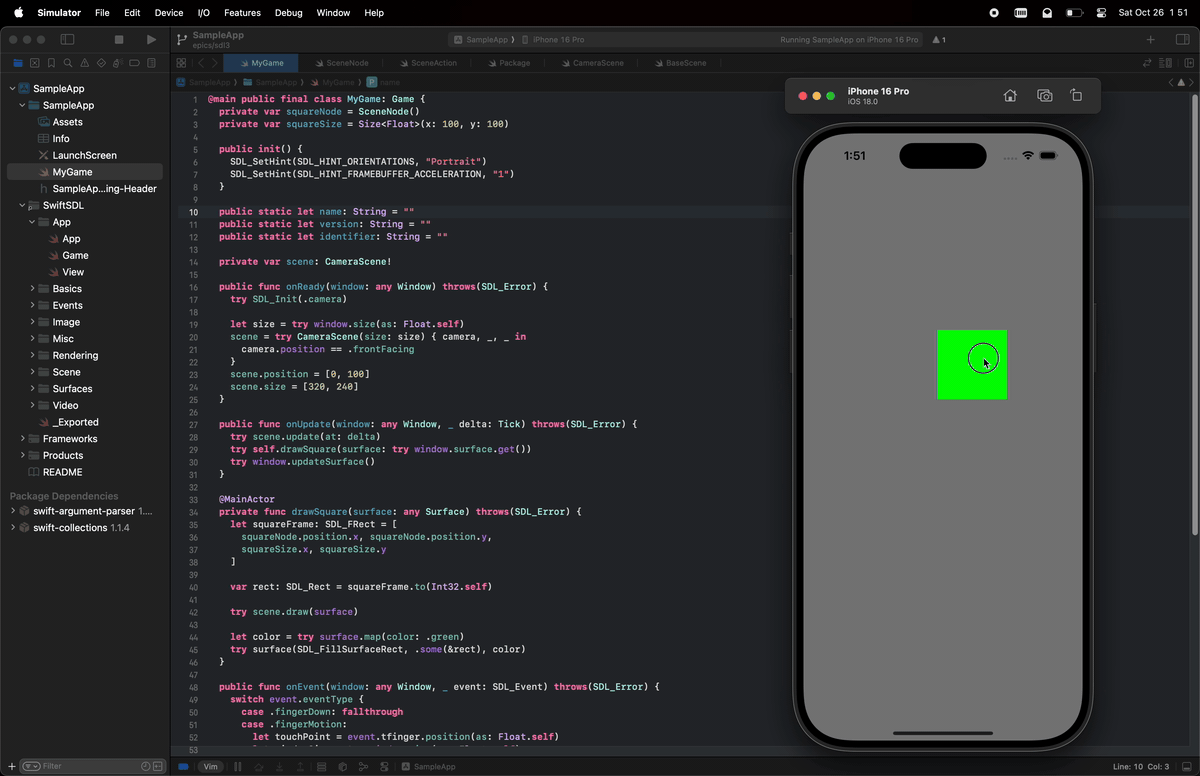 Simulator File Edit Device I/O Features Debug Window Help Sat Oct 26 1 51
SampleApp
epics/sdl3
SampleApp 〉 iPhone 16 Pro Running SampleApp on iPhone 16 Pro 1
MyGame SceneNode SceneAction Package CameraScene BaseScene
SampleApp 〉 SampleApp 〉 MyGame 〉 P name
SampleApp
SampleApp
Assets
Info
LaunchScreen
MyGame
SampleAp...ing-Header
SwiftSDL
App
App
Game
View
Basics
Events
Image
Misc
Rendering
Scene
Surfaces
Video
_Exported
Frameworks
Products
README
Package Dependencies
swift-argument-parser 1....
swift-collections 1.1.4
Filter
1 @main public final class MyGame: Game {
2 private var squareNode = SceneNode()
3 private var squareSize = Size<Float>(x: 100, y: 100)
4
5 public init() {
6 SDL_SetHint(SDL_HINT_ORIENTATIONS, "Portrait")
7 SDL_SetHint(SDL_HINT_FRAMEBUFFER_ACCELERATION, "1")
8 }
9
10 public static let name: String = ""
11 public static let version: String = ""
12 public static let identifier: String = ""
13
14 private var scene: CameraScene!
15
16 public func onReady(window: any Window) throws(SDL_Error) {
17 try SDL_Init(.camera)
18
19 let size = try window.size(as: Float.self)
20 scene = try CameraScene(size: size) { camera, _, _ in
21 camera.position == .frontFacing
22 }
23 scene.position = [0, 100]
24 scene.size = [320, 240]
25 }
26
27 public func onUpdate(window: any Window, _ delta: Tick) throws(SDL_Error) {
28 try scene.update(at: delta)
29 try self.drawSquare(surface: try window.surface.get())
30 try window.updateSurface()
31 }
32
33 @MainActor
34 private func drawSquare(surface: any Surface) throws(SDL_Error) {
35 let squareFrame: SDL_FRect = [
36 squareNode.position.x, squareNode.position.y,
37 squareSize.x, squareSize.y
38 ]
39
40 var rect: SDL_Rect = squareFrame.to(Int32.self)
41
42 try scene.draw(surface)
43
44 let color = try surface.map(color: .green)
45 try surface(SDL_FillSurfaceRect, .some(&rect), color)
46 }
47
48 public func onEvent(window: any Window, _ event: SDL_Event) throws(SDL_Error) {
49 switch event.eventType {
50 case .fingerDown: fallthrough
51 case .fingerMotion:
52 let touchPoint = event.tfinger.position(as: Float.self)
53
iPhone 16 Pro
iOS 18.0
1:51
Vim SampleApp Line: 10 Col: 3